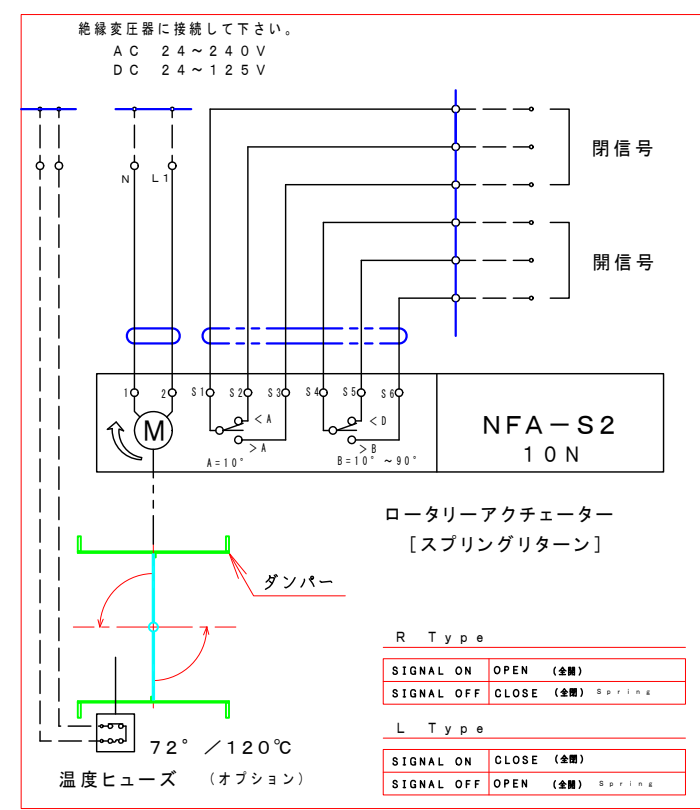 絶縁変圧器に接続して下さい。
AC 24~240V
DC 24~125V
閉信号
N L1
開信号
1 2 S1 S2 S3 S4 S5 S6
<A <D
M
>A >B
A=10° B=10° ~90°
NFA-S2
10N
ロータリーアクチェーター
[スプリングリターン]
ダンパー
R Type
SIGNAL ON OPEN (全開)
SIGNAL OFF CLOSE (全閉) Spring
L Type
SIGNAL ON CLOSE (全閉)
SIGNAL OFF OPEN (全開) Spring
72° /120℃
温度ヒューズ (オプション)